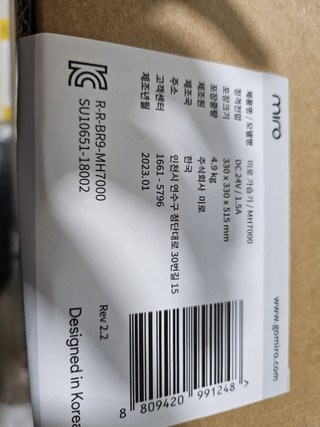 miro
www.gomiro.com
제품명 / 모델명 미로 가습기 / MH7000
정격전압 DC 24V / 1.5A
포장크기 330 x 330 x 515 mm
포장중량 4.9 kg
제조원 주식회사 미로
제조국 한국
주소 인천시 연수구 첨단대로 30번길 15
고객센터 1661 - 5796
제조년월 2023.01
R-R-BR9-MH7000
SU10651-18002
Rev 2.2
Designed in Korea
8 809420 991248 >